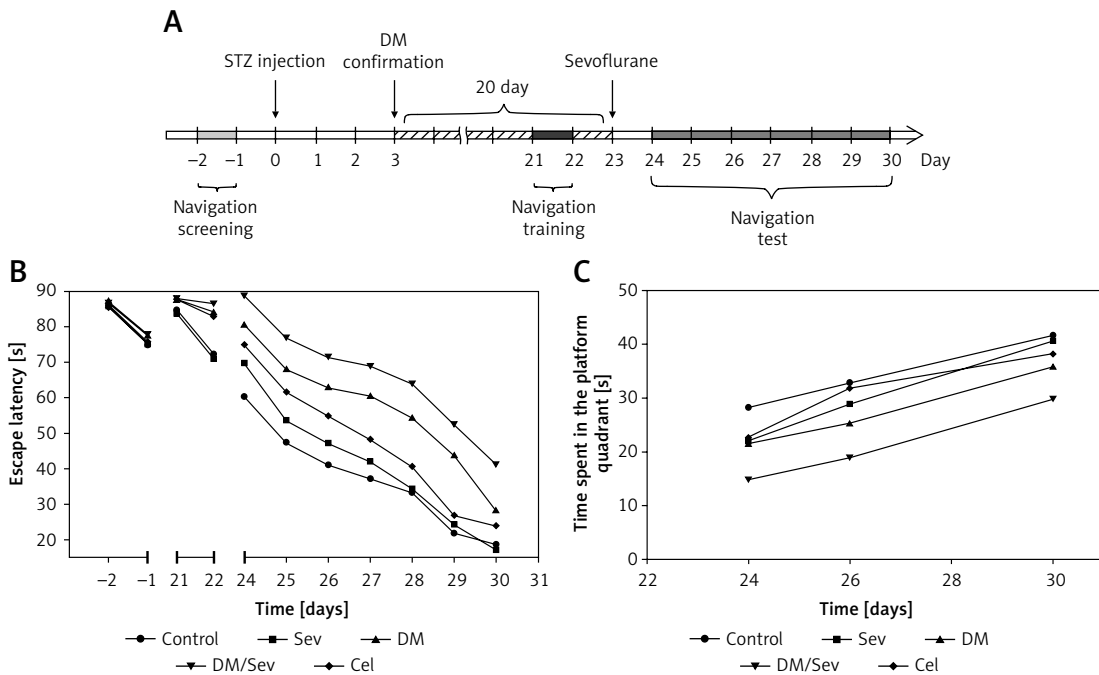 A
STZ injection
DM
confirmation
Sevoflurane
20 day
−2 −1 0 1 2 3 21 22 23 24 25 26 27 28 29 30 Day
Navigation
screening
Navigation
training
Navigation
test
B
Escape latency [s]
90
80
70
60
50
40
30
20
−2 −1 21 22 24 25 26 27 28 29 30 31
Time [days]
Control Sev DM
DM/Sev Cel
C
Time spent in the platform
quadrant [s]
50
40
30
20
10
0
22 24 26 28 30
Time [days]
Control Sev DM
DM/Sev Cel